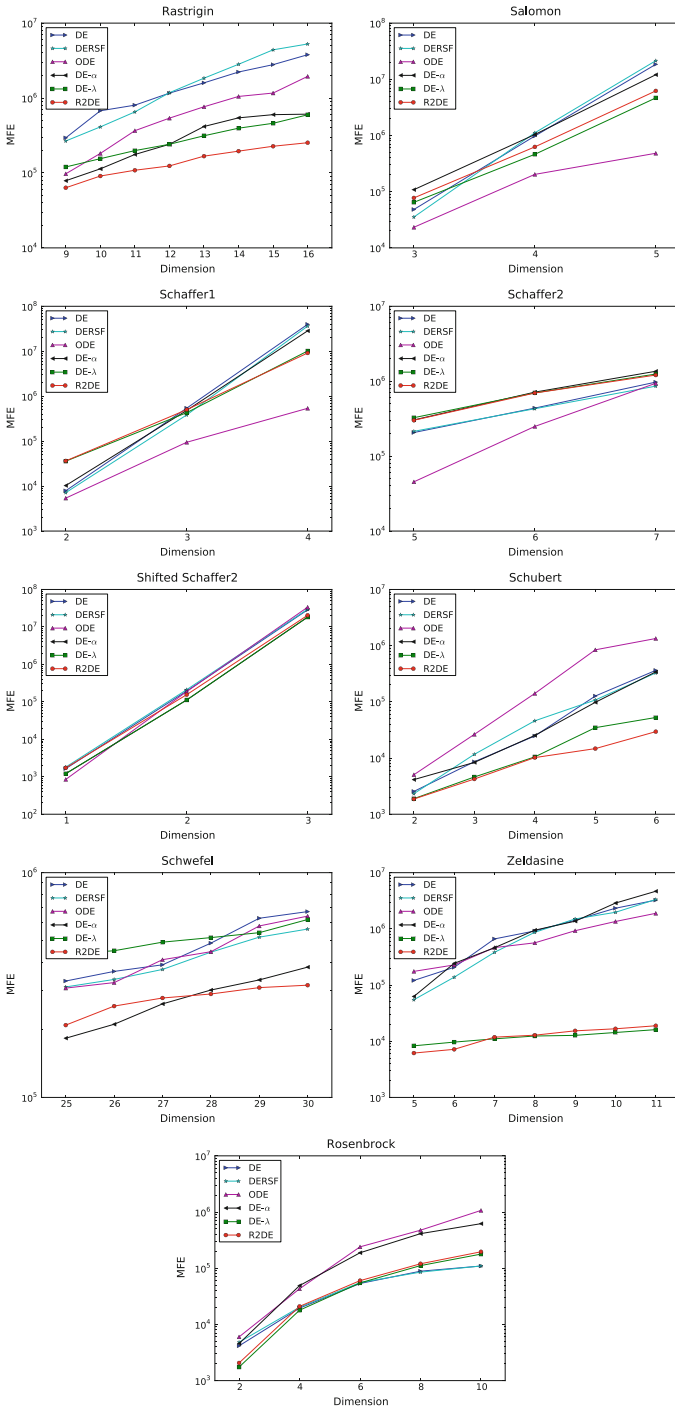 Rastrigin
10^7
10^6
10^5
10^4
MFE
DE
DERSF
ODE
DE-α
DE-λ
R2DE
9 10 11 12 13 14 15 16
Dimension
Salomon
10^8
10^7
10^6
10^5
10^4
MFE
DE
DERSF
ODE
DE-α
DE-λ
R2DE
3 4 5
Dimension
Schaffer1
10^8
10^7
10^6
10^5
10^4
10^3
MFE
DE
DERSF
ODE
DE-α
DE-λ
R2DE
2 3 4
Dimension
Schaffer2
10^7
10^6
10^5
10^4
MFE
DE
DERSF
ODE
DE-α
DE-λ
R2DE
5 6 7
Dimension
Shifted Schaffer2
10^8
10^7
10^6
10^5
10^4
10^3
10^2
MFE
DE
DERSF
ODE
DE-α
DE-λ
R2DE
1 2 3
Dimension
Schubert
10^7
10^6
10^5
10^4
10^3
MFE
DE
DERSF
ODE
DE-α
DE-λ
R2DE
2 3 4 5 6
Dimension
Schwefel
10^6
10^5
MFE
DE
DERSF
ODE
DE-α
DE-λ
R2DE
25 26 27 28 29 30
Dimension
Zeldasine
10^7
10^6
10^5
10^4
10^3
MFE
DE
DERSF
ODE
DE-α
DE-λ
R2DE
5 6 7 8 9 10 11
Dimension
Rosenbrock
10^7
10^6
10^5
10^4
10^3
MFE
DE
DERSF
ODE
DE-α
DE-λ
R2DE
2 4 6 8 10
Dimension